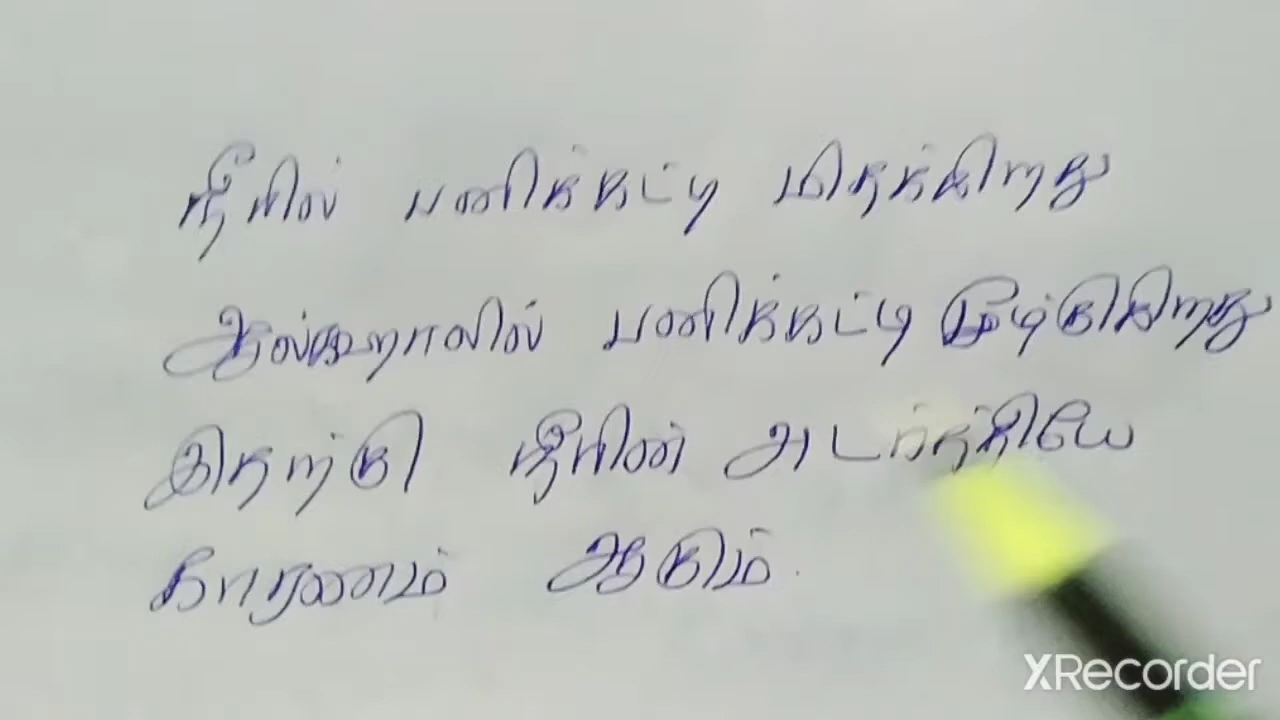 நீரில் பனிக்கட்டி மிதக்கிறது
ஆல்கஹாலில் பனிக்கட்டி மூழ்குகிறது
இதற்கு நீரின் அடர்த்தியே
காரணம் ஆகும்
XRecorder